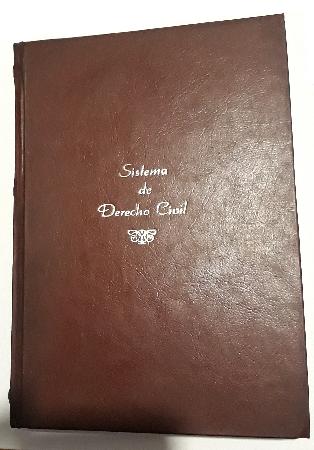 Sistema
de
Derecho Civil